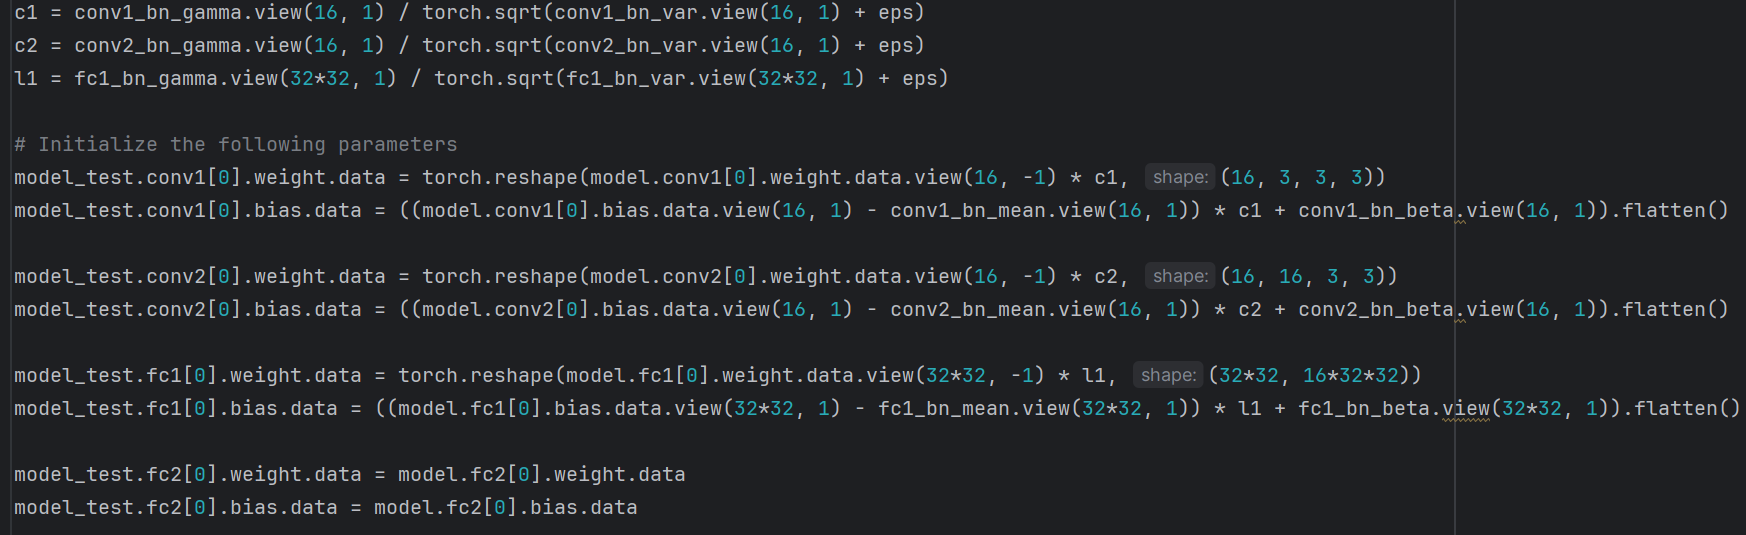 c1 = conv1_bn_gamma.view(16, 1) / torch.sqrt(conv1_bn_var.view(16, 1) + eps)
c2 = conv2_bn_gamma.view(16, 1) / torch.sqrt(conv2_bn_var.view(16, 1) + eps)
l1 = fc1_bn_gamma.view(32*32, 1) / torch.sqrt(fc1_bn_var.view(32*32, 1) + eps)
# Initialize the following parameters
model_test.conv1[0].weight.data = torch.reshape(model.conv1[0].weight.data.view(16, -1) * c1, shape: (16, 3, 3, 3))
model_test.conv1[0].bias.data = ((model.conv1[0].bias.data.view(16, 1) - conv1_bn_mean.view(16, 1)) * c1 + conv1_bn_beta.view(16, 1)).flatten()
model_test.conv2[0].weight.data = torch.reshape(model.conv2[0].weight.data.view(16, -1) * c2, shape: (16, 16, 3, 3))
model_test.conv2[0].bias.data = ((model.conv2[0].bias.data.view(16, 1) - conv2_bn_mean.view(16, 1)) * c2 + conv2_bn_beta.view(16, 1)).flatten()
model_test.fc1[0].weight.data = torch.reshape(model.fc1[0].weight.data.view(32*32, -1) * l1, shape: (32*32, 16*32*32))
model_test.fc1[0].bias.data = ((model.fc1[0].bias.data.view(32*32, 1) - fc1_bn_mean.view(32*32, 1)) * l1 + fc1_bn_beta.view(32*32, 1)).flatten()
model_test.fc2[0].weight.data = model.fc2[0].weight.data
model_test.fc2[0].bias.data = model.fc2[0].bias.data